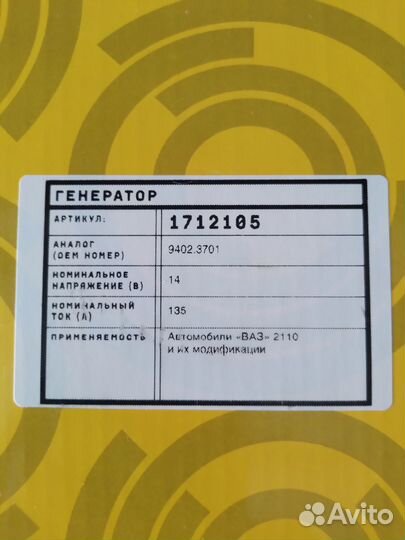 ГЕНЕРАТОР
АРТИКУЛ: 1712105
АНАЛОГ 9402.3701
(OEM НОМЕР)
НОМИНАЛЬНОЕ 14
НАПРЯЖЕНИЕ (В)
НОМИНАЛЬНЫЙ 135
ТОК (А)
ПРИМЕНЯЕМОСТЬ Автомобили «ВАЗ» 2110
и их модификации
Avito